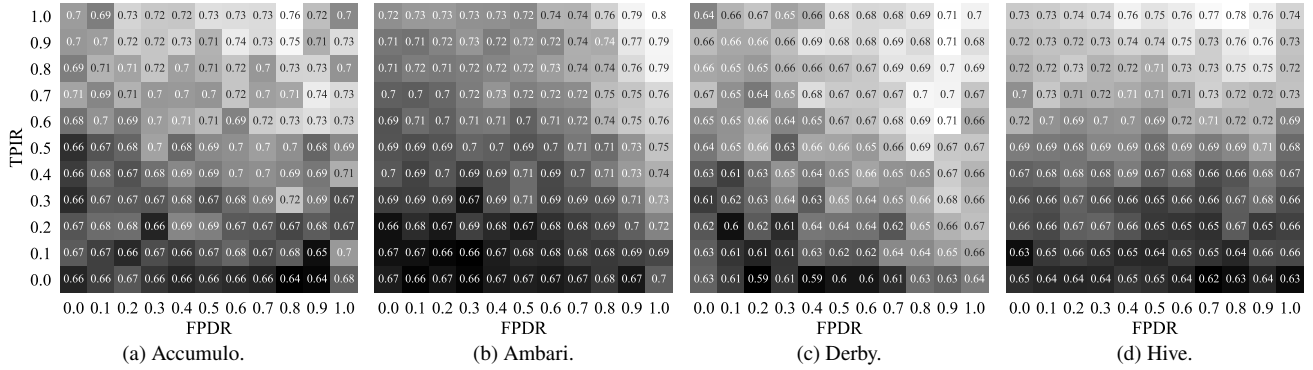 1.0 0.7 0.69 0.73 0.72 0.72 0.73 0.73 0.73 0.76 0.72 0.7 0.72 0.73 0.73 0.73 0.73 0.72 0.74 0.74 0.76 0.79 0.8 0.64 0.66 0.67 0.65 0.66 0.68 0.68 0.68 0.69 0.71 0.7 0.73 0.74 0.74 0.74 0.76 0.75 0.76 0.77 0.78 0.76 0.74
0.9 0.7 0.7 0.72 0.72 0.73 0.71 0.74 0.73 0.75 0.71 0.73 0.71 0.71 0.72 0.73 0.72 0.72 0.72 0.74 0.74 0.77 0.79 0.66 0.66 0.66 0.66 0.69 0.68 0.68 0.69 0.69 0.71 0.68 0.72 0.73 0.72 0.73 0.74 0.74 0.75 0.73 0.76 0.76 0.73
0.8 0.69 0.71 0.71 0.72 0.7 0.71 0.72 0.7 0.73 0.73 0.7 0.71 0.72 0.71 0.72 0.72 0.72 0.73 0.74 0.74 0.76 0.79 0.66 0.65 0.65 0.66 0.66 0.67 0.67 0.69 0.69 0.7 0.69 0.72 0.72 0.73 0.72 0.72 0.71 0.73 0.73 0.75 0.75 0.72
0.7 0.71 0.69 0.71 0.7 0.7 0.7 0.72 0.7 0.71 0.74 0.73 0.7 0.7 0.7 0.72 0.73 0.72 0.72 0.72 0.75 0.75 0.76 0.67 0.65 0.64 0.65 0.68 0.67 0.67 0.68 0.7 0.7 0.67 0.7 0.73 0.71 0.72 0.71 0.71 0.71 0.73 0.72 0.72 0.73
0.6 0.68 0.7 0.69 0.7 0.71 0.71 0.69 0.72 0.73 0.73 0.73 0.69 0.71 0.71 0.7 0.71 0.72 0.71 0.72 0.74 0.75 0.76 0.65 0.65 0.66 0.64 0.65 0.67 0.67 0.68 0.69 0.71 0.66 0.69 0.72 0.7 0.7 0.7 0.69 0.72 0.71 0.72 0.72 0.69
0.5 0.66 0.67 0.68 0.7 0.68 0.69 0.7 0.7 0.7 0.68 0.69 0.68 0.69 0.69 0.7 0.7 0.69 0.7 0.71 0.71 0.73 0.75 0.64 0.65 0.66 0.63 0.66 0.65 0.64 0.66 0.69 0.67 0.67 0.69 0.69 0.68 0.68 0.69 0.68 0.69 0.69 0.69 0.71 0.68
0.4 0.66 0.68 0.67 0.68 0.69 0.69 0.7 0.7 0.69 0.69 0.71 0.7 0.69 0.7 0.69 0.69 0.71 0.69 0.7 0.71 0.73 0.74 0.63 0.61 0.63 0.65 0.64 0.65 0.65 0.66 0.65 0.67 0.66 0.68 0.68 0.68 0.68 0.69 0.68 0.68 0.68 0.68 0.69 0.67
0.3 0.66 0.67 0.67 0.68 0.68 0.67 0.68 0.69 0.72 0.69 0.67 0.69 0.69 0.69 0.67 0.69 0.71 0.69 0.69 0.69 0.71 0.73 0.61 0.62 0.63 0.64 0.63 0.65 0.64 0.65 0.66 0.68 0.66 0.66 0.66 0.67 0.66 0.66 0.65 0.66 0.66 0.66 0.67 0.65
0.2 0.67 0.68 0.68 0.66 0.69 0.69 0.67 0.67 0.68 0.68 0.67 0.66 0.68 0.67 0.66 0.68 0.67 0.68 0.68 0.69 0.7 0.72 0.62 0.6 0.63 0.61 0.64 0.64 0.64 0.62 0.65 0.66 0.67 0.66 0.66 0.67 0.68 0.65 0.66 0.66 0.65 0.67 0.66 0.66
0.1 0.67 0.67 0.66 0.67 0.66 0.67 0.67 0.68 0.68 0.65 0.7 0.67 0.67 0.66 0.66 0.67 0.68 0.68 0.68 0.68 0.69 0.69 0.63 0.61 0.61 0.61 0.63 0.62 0.63 0.64 0.64 0.65 0.66 0.63 0.65 0.66 0.66 0.64 0.65 0.64 0.65 0.64 0.66 0.66
0.0 0.66 0.66 0.67 0.66 0.66 0.66 0.66 0.66 0.64 0.64 0.68 0.67 0.66 0.67 0.67 0.67 0.67 0.68 0.68 0.68 0.67 0.7 0.63 0.61 0.59 0.61 0.59 0.6 0.6 0.61 0.63 0.63 0.64 0.65 0.64 0.64 0.64 0.65 0.64 0.64 0.62 0.63 0.64 0.63
TPIR
0.0 0.1 0.2 0.3 0.4 0.5 0.6 0.7 0.8 0.9 1.0 0.0 0.1 0.2 0.3 0.4 0.5 0.6 0.7 0.8 0.9 1.0 0.0 0.1 0.2 0.3 0.4 0.5 0.6 0.7 0.8 0.9 1.0 0.0 0.1 0.2 0.3 0.4 0.5 0.6 0.7 0.8 0.9 1.0
FPDR FPDR FPDR FPDR
(a) Accumulo. (b) Ambari. (c) Derby. (d) Hive.